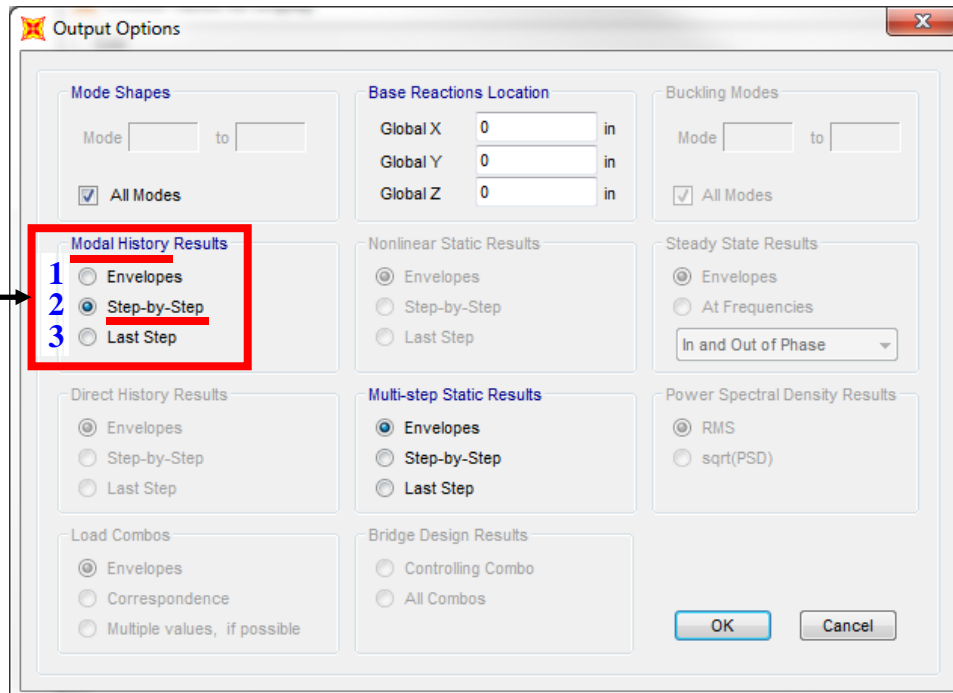 Output Options
Mode Shapes
Mode to
All Modes
Base Reactions Location
Global X 0 in
Global Y 0 in
Global Z 0 in
Buckling Modes
Mode to
All Modes
Modal History Results
1 Envelopes
2 Step-by-Step
3 Last Step
Nonlinear Static Results
Envelopes
Step-by-Step
Last Step
Steady State Results
Envelopes
At Frequencies
In and Out of Phase
Direct History Results
Envelopes
Step-by-Step
Last Step
Multi-step Static Results
Envelopes
Step-by-Step
Last Step
Power Spectral Density Results
RMS
sqrt(PSD)
Load Combos
Envelopes
Correspondence
Multiple values, if possible
Bridge Design Results
Controlling Combo
All Combos
OK Cancel